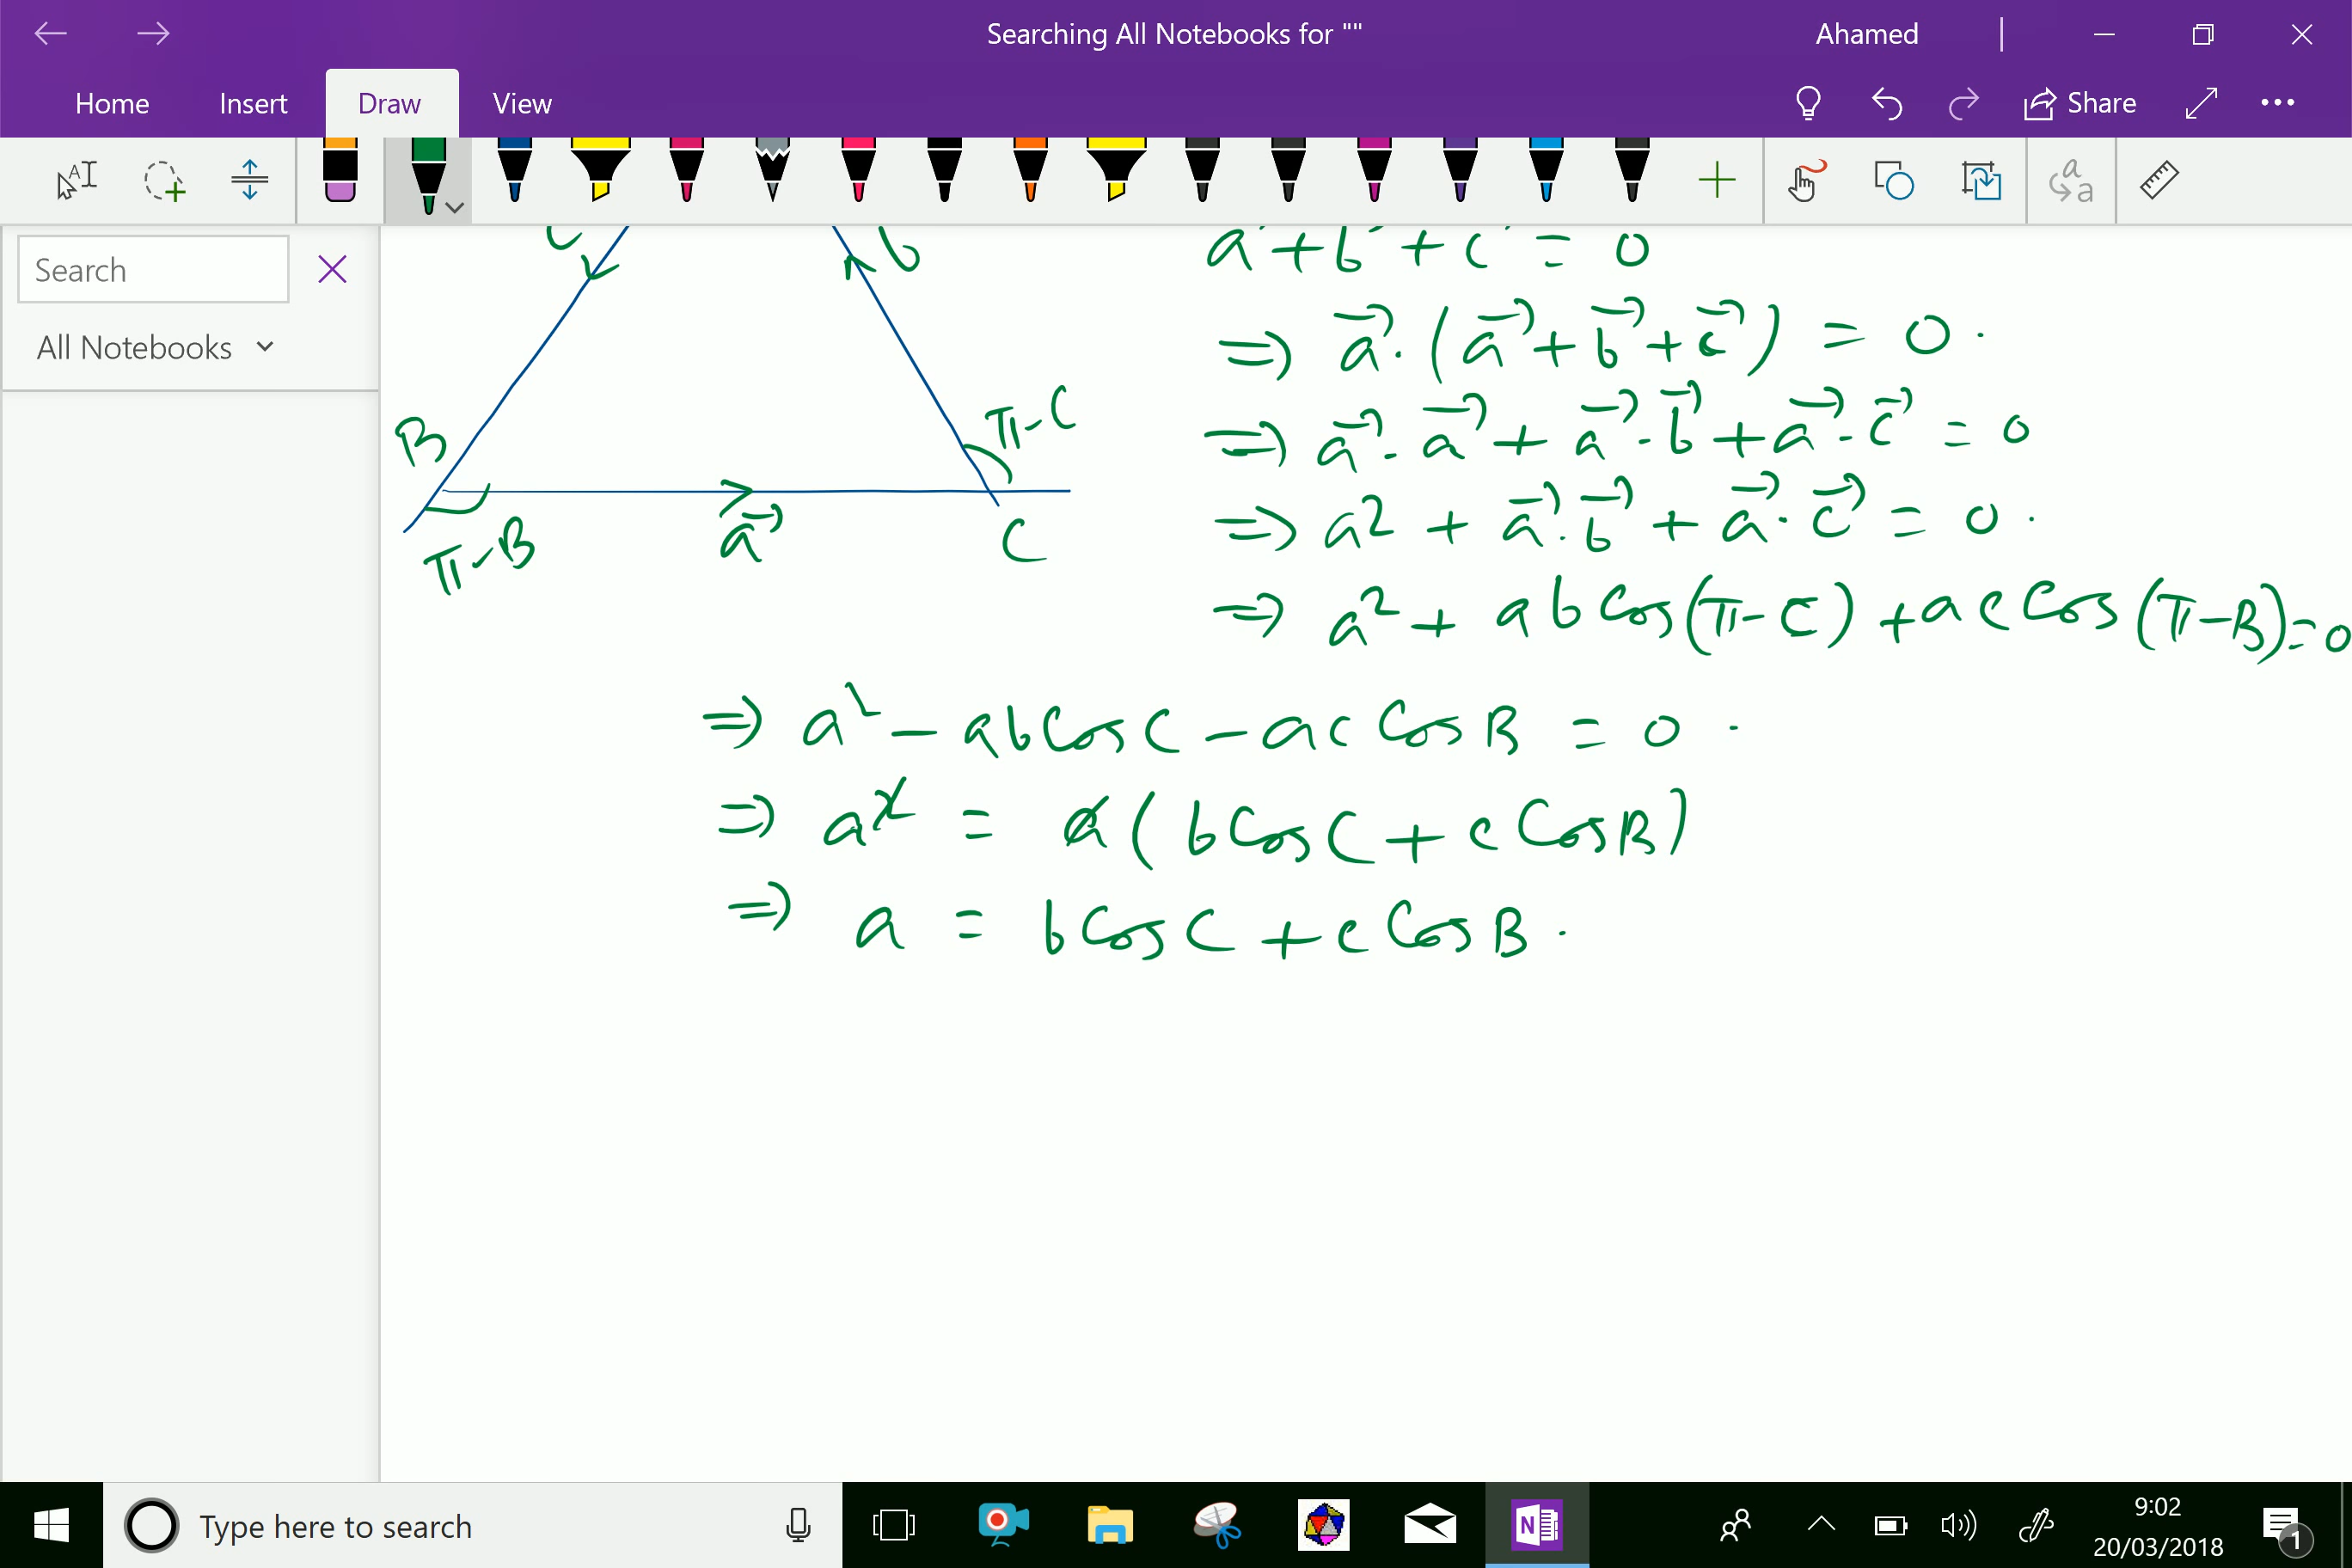 Searching All Notebooks for ""
Ahamed
Home Insert Draw View
Share
Search
All Notebooks
c b
B
π-C
π-B
a⃗
C
a⃗ + b⃗ + c⃗ = 0
⇒ a⃗ · (a⃗ + b⃗ + c⃗) = 0 .
⇒ a⃗ · a⃗ + a⃗ · b⃗ + a⃗ · c⃗ = 0
⇒ a² + a⃗ · b⃗ + a⃗ · c⃗ = 0 .
⇒ a² + ab Cos(π-C) + ac Cos(π-B) = 0
⇒ a² - ab Cos C - ac Cos B = 0 .
⇒ a² = a (b Cos C + c Cos B)
⇒ a = b Cos C + c Cos B .
Type here to search
9:02
20/03/2018
1